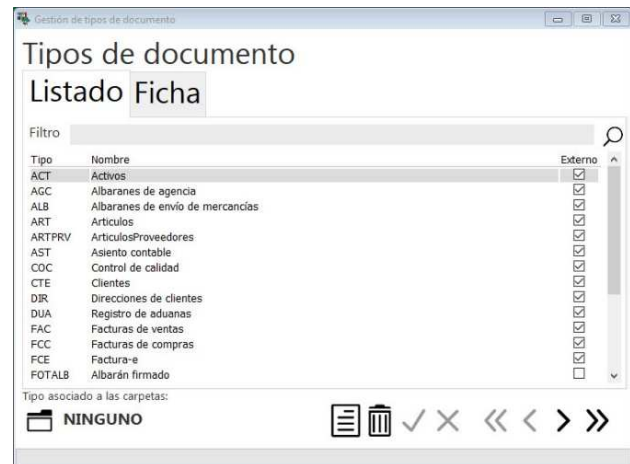 Gestión de tipos de documento
Tipos de documento
Listado Ficha
Filtro
Tipo Nombre Externo
ACT Activos
AGC Albaranes de agencia
ALB Albaranes de envío de mercancías
ART Articulos
ARTPRV ArticulosProveedores
AST Asiento contable
COC Control de calidad
CTE Clientes
DIR Direcciones de clientes
DUA Registro de aduanas
FAC Facturas de ventas
FCC Facturas de compras
FCE Factura-e
FOTALB Albarán firmado
Tipo asociado a las carpetas:
NINGUNO